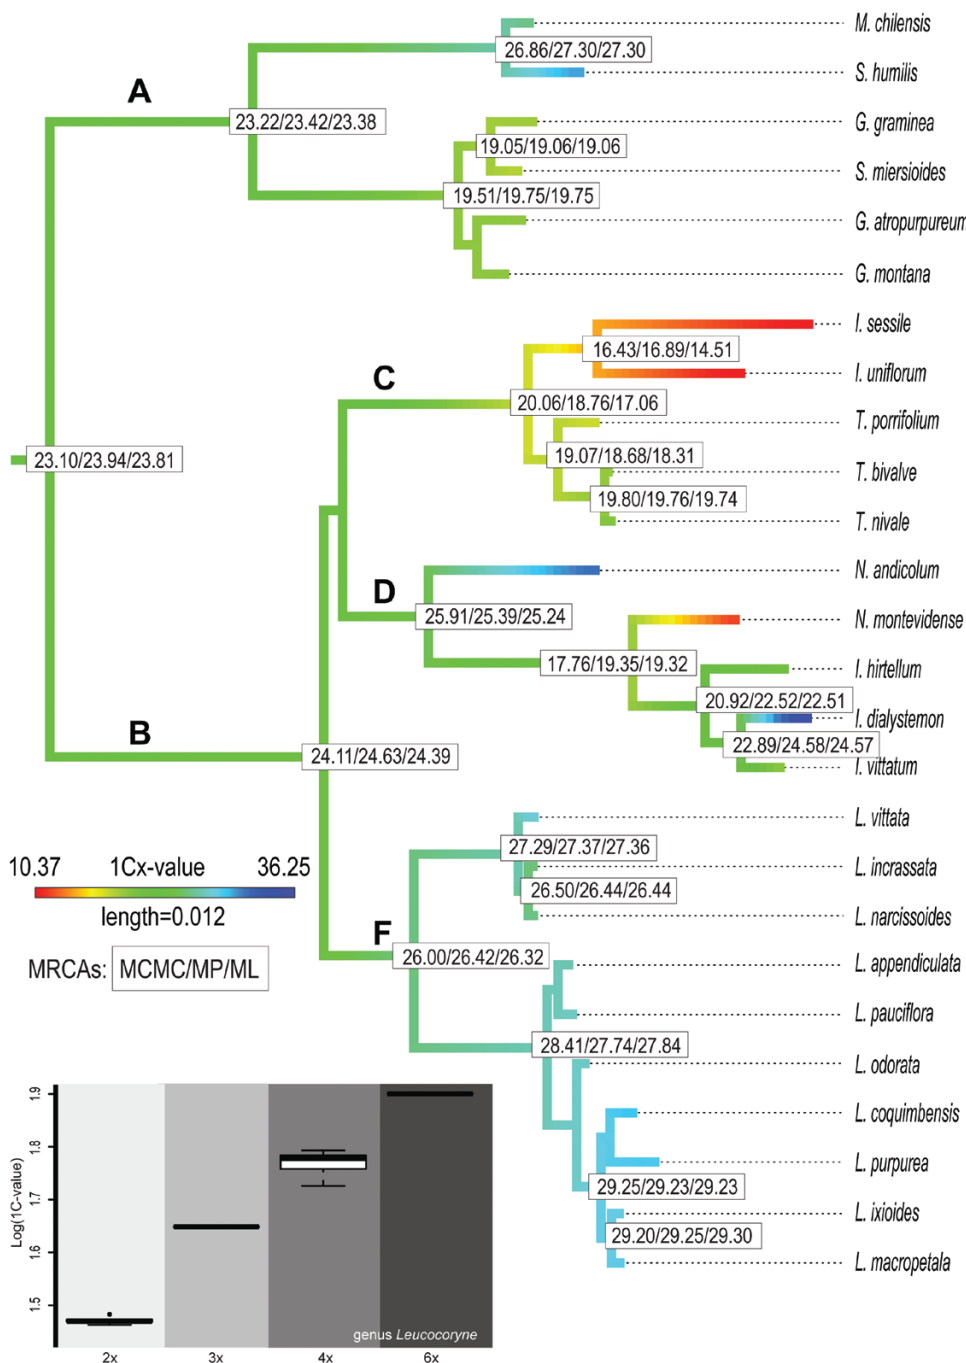 M. chilensis
26.86/27.30/27.30
S. humilis
A
23.22/23.42/23.38
G. graminea
19.05/19.06/19.06
S. miersioides
19.51/19.75/19.75
G. atropurpureum
G. montana
I. sessile
16.43/16.89/14.51
C
I. uniflorum
20.06/18.76/17.06
T. porrifolium
19.07/18.68/18.31
23.10/23.94/23.81
T. bivalve
19.80/19.76/19.74
T. nivale
N. andicolum
D
25.91/25.39/25.24
N. montevidense
17.76/19.35/19.32
I. hirtellum
20.92/22.52/22.51
I. dialystemon
B
22.89/24.58/24.57
24.11/24.63/24.39
I. vittatum
L. vittata
27.29/27.37/27.36
10.37 1Cx-value 36.25
L. incrassata
26.50/26.44/26.44
length=0.012
L. narcissoides
F
26.00/26.42/26.32
MRCAs: MCMC/MP/ML
L. appendiculata
L. pauciflora
28.41/27.74/27.84
L. odorata
L. coquimbensis
L. purpurea
29.25/29.23/29.23
L. ixioides
29.20/29.25/29.30
L. macropetala
Log(1C-value)
1.9
1.8
1.7
1.6
1.5
genus Leucocoryne
2x 3x 4x 6x